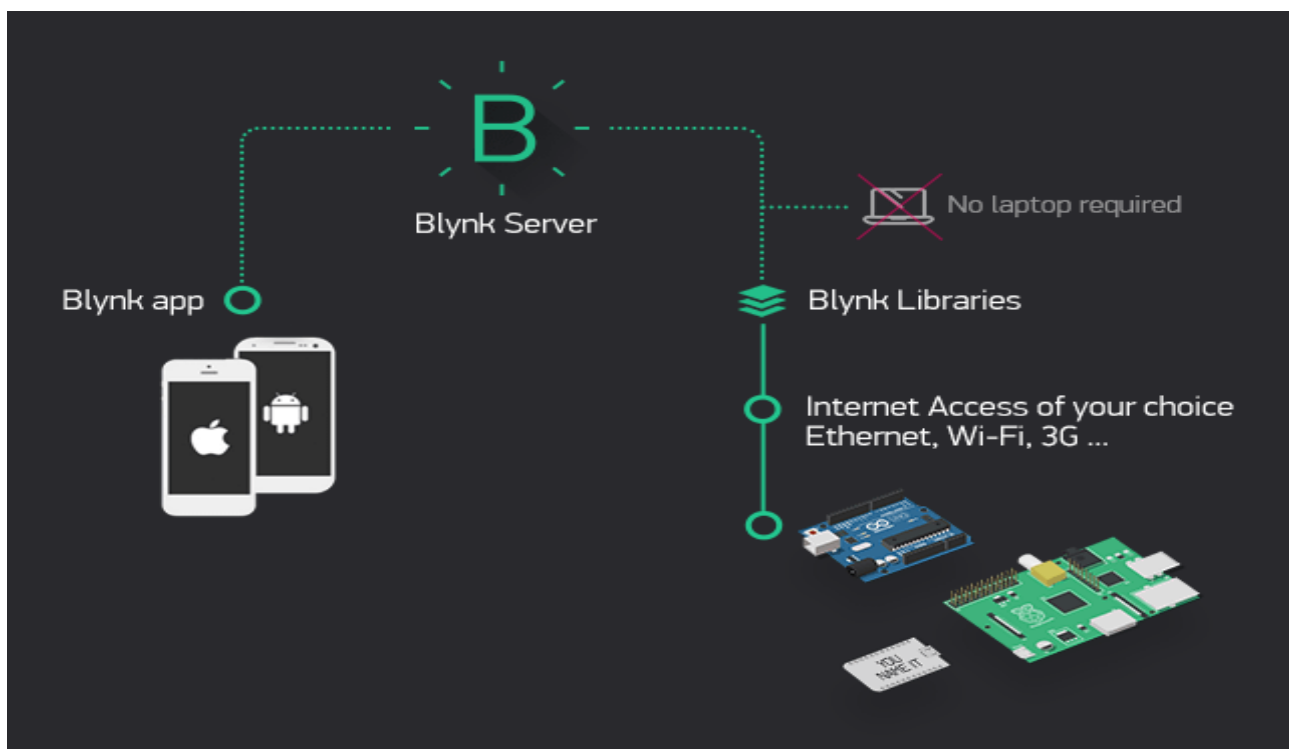 B
Blynk Server
No laptop required
Blynk app
Blynk Libraries
Internet Access of your choice
Ethernet, Wi-Fi, 3G ...
YOU
NAME IT